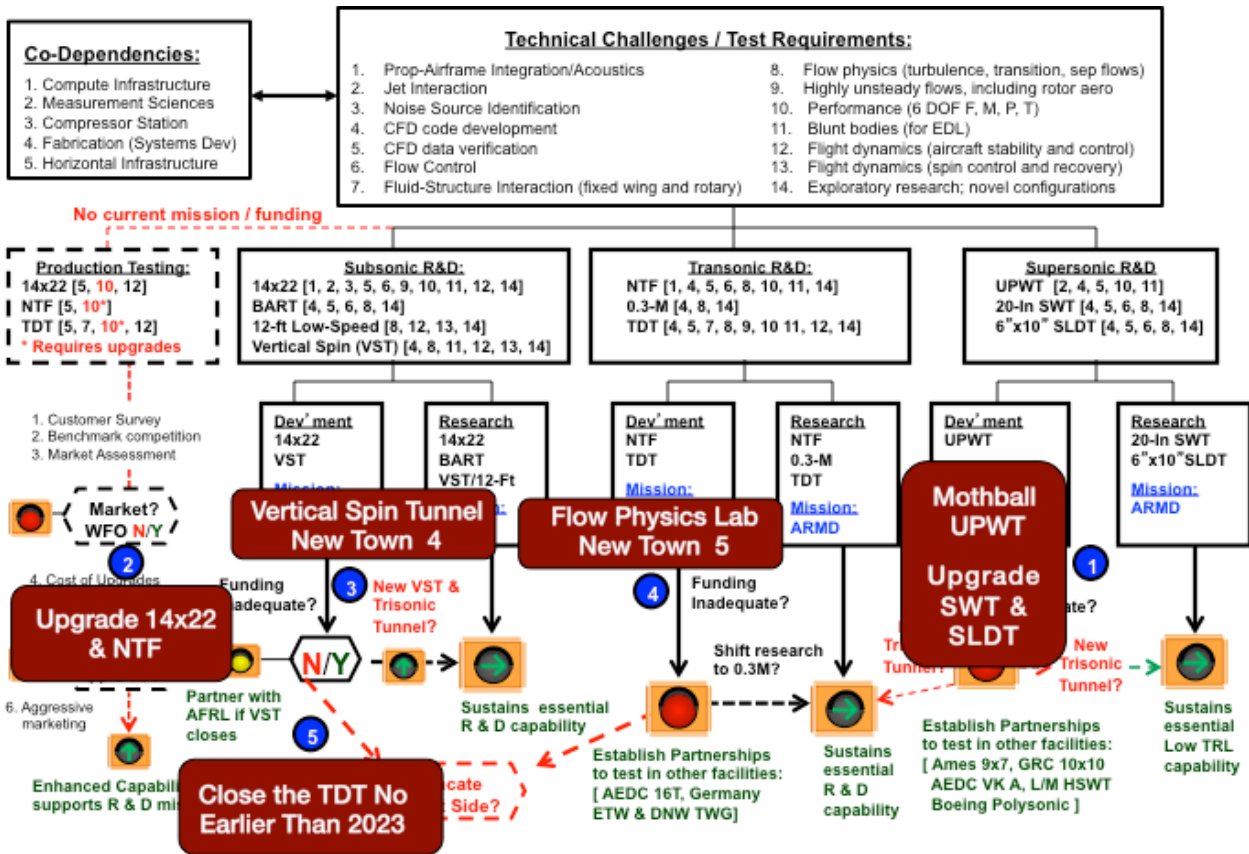 Co-Dependencies:
1. Compute Infrastructure
2. Measurement Sciences
3. Compressor Station
4. Fabrication (Systems Dev)
5. Horizontal Infrastructure
Technical Challenges / Test Requirements:
1. Prop-Airframe Integration/Acoustics
2. Jet Interaction
3. Noise Source Identification
4. CFD code development
5. CFD data verification
6. Flow Control
7. Fluid-Structure Interaction (fixed wing and rotary)
8. Flow physics (turbulence, transition, sep flows)
9. Highly unsteady flows, including rotor aero
10. Performance (6 DOF F, M, P, T)
11. Blunt bodies (for EDL)
12. Flight dynamics (aircraft stability and control)
13. Flight dynamics (spin control and recovery)
14. Exploratory research; novel configurations
No current mission / funding
Production Testing:
14x22 [5, 10, 12]
NTF [5, 10*]
TDT [5, 7, 10*, 12]
* Requires upgrades
Subsonic R&D:
14x22 [1, 2, 3, 5, 6, 9, 10, 11, 12, 14]
BART [4, 5, 6, 8, 14]
12-ft Low-Speed [8, 12, 13, 14]
Vertical Spin (VST) [4, 8, 11, 12, 13, 14]
Transonic R&D:
NTF [1, 4, 5, 6, 8, 10, 11, 14]
0.3-M [4, 8, 14]
TDT [4, 5, 7, 8, 9, 10 11, 12, 14]
Supersonic R&D
UPWT [2, 4, 5, 10, 11]
20-In SWT [4, 5, 6, 8, 14]
6"x10" SLDT [4, 5, 6, 8, 14]
1. Customer Survey
2. Benchmark competition
3. Market Assessment
Market?
WFO N/Y
2
4. Cost of Upgrades
Upgrade 14x22
& NTF
6. Aggressive
marketing
Enhanced
supports R & D
Dev'ment
14x22
VST
Mission:
Research
14x22
BART
VST/12-Ft
Vertical Spin Tunnel
New Town 4
Funding
Inadequate?
3
New VST &
Trisonic
Tunnel?
N/Y
Partner with
AFRL if VST
closes
5
Sustains essential
R & D capability
Close the TDT No
Earlier Than 2023
Side?
Dev'ment
NTF
TDT
Mission:
Research
NTF
0.3-M
TDT
Mission:
ARMD
Flow Physics Lab
New Town 5
4
Funding
Inadequate?
Shift research
to 0.3M?
Establish Partnerships
to test in other facilities:
[ AEDC 16T, Germany
ETW & DNW TWG]
Sustains
essential
R & D
capability
Dev'ment
UPWT
Research
20-In SWT
6"x10"SLDT
Mission:
ARMD
Mothball
UPWT
Upgrade
SWT &
SLDT
1
New
Trisonic
Tunnel?
Establish Partnerships
to test in other facilities:
[ Ames 9x7, GRC 10x10
AEDC VK A, L/M HSWT
Boeing Polysonic ]
Sustains
essential
Low TRL
capability